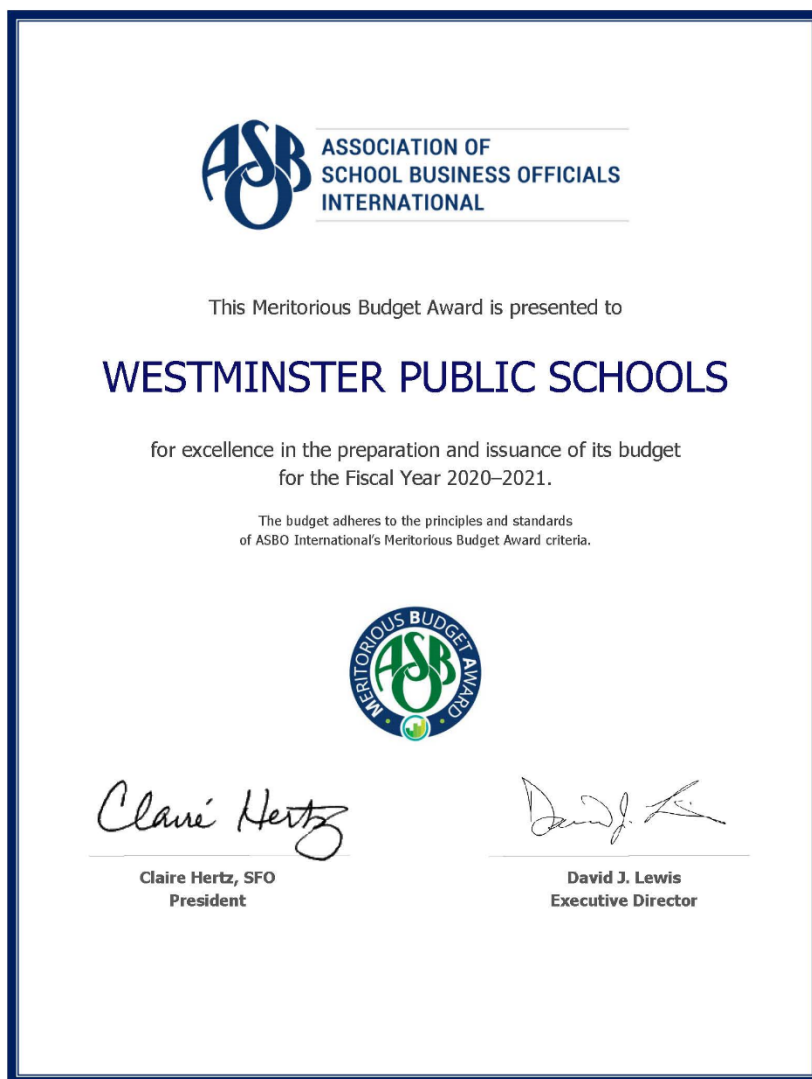 ASBO
ASSOCIATION OF
SCHOOL BUSINESS OFFICIALS
INTERNATIONAL
This Meritorious Budget Award is presented to
WESTMINSTER PUBLIC SCHOOLS
for excellence in the preparation and issuance of its budget
for the Fiscal Year 2020–2021.
The budget adheres to the principles and standards
of ASBO International's Meritorious Budget Award criteria.
MERITORIOUS BUDGET AWARD
ASBO
Claire Hertz
David J. Lewis
Claire Hertz, SFO
President
David J. Lewis
Executive Director